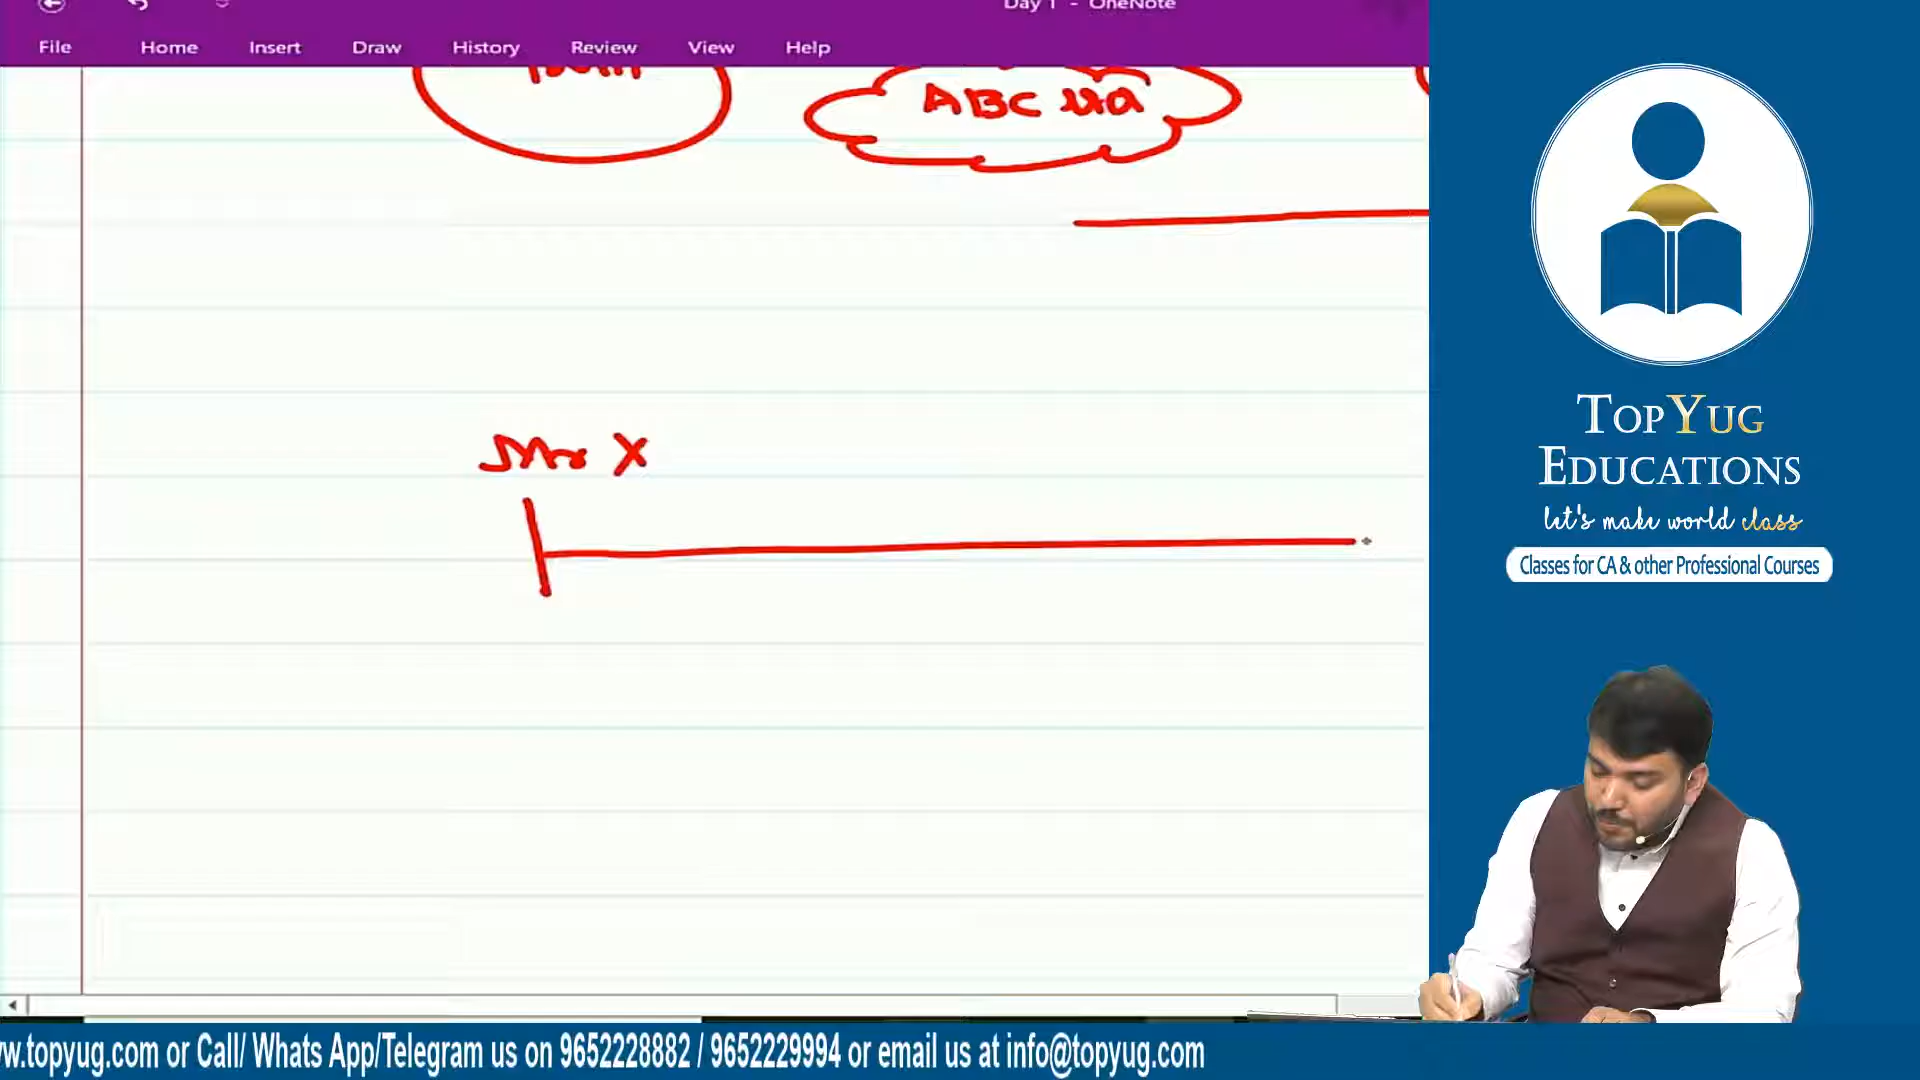 Day 1 - OneNote
File Home Insert Draw History Review View Help
ABC
Mr X
TOPYUG
EDUCATIONS
let's make world class
Classes for CA & other Professional Courses
w.topyug.com or Call/ Whats App/Telegram us on 9652228882 / 9652229994 or email us at info@topyug.com